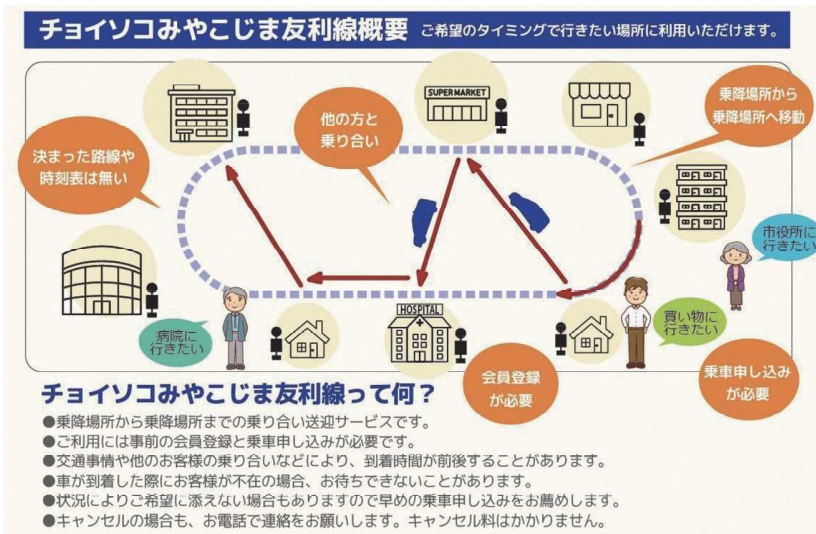 チョイソコみやこじま友利線概要 ご希望のタイミングで行きたい場所に利用いただけます。
決まった路線や
時刻表は無い
他の方と
乗り合い
SUPERMARKET
乗降場所から
乗降場所へ移動
市役所に
行きたい
病院に
行きたい
HOSPITAL
買い物に
行きたい
会員登録
が必要
乗車申し込み
が必要
チョイソコみやこじま友利線って何？
●乗降場所から乗降場所までの乗り合い送迎サービスです。
●ご利用には事前の会員登録と乗車申し込みが必要です。
●交通事情や他のお客様の乗り合いなどにより、到着時間が前後することがあります。
●車が到着した際にお客様が不在の場合、お待ちできないことがあります。
●状況によりご希望に添えない場合もありますので早めの乗車申し込みをお薦めします。
●キャンセルの場合も、お電話で連絡をお願いします。キャンセル料はかかりません。